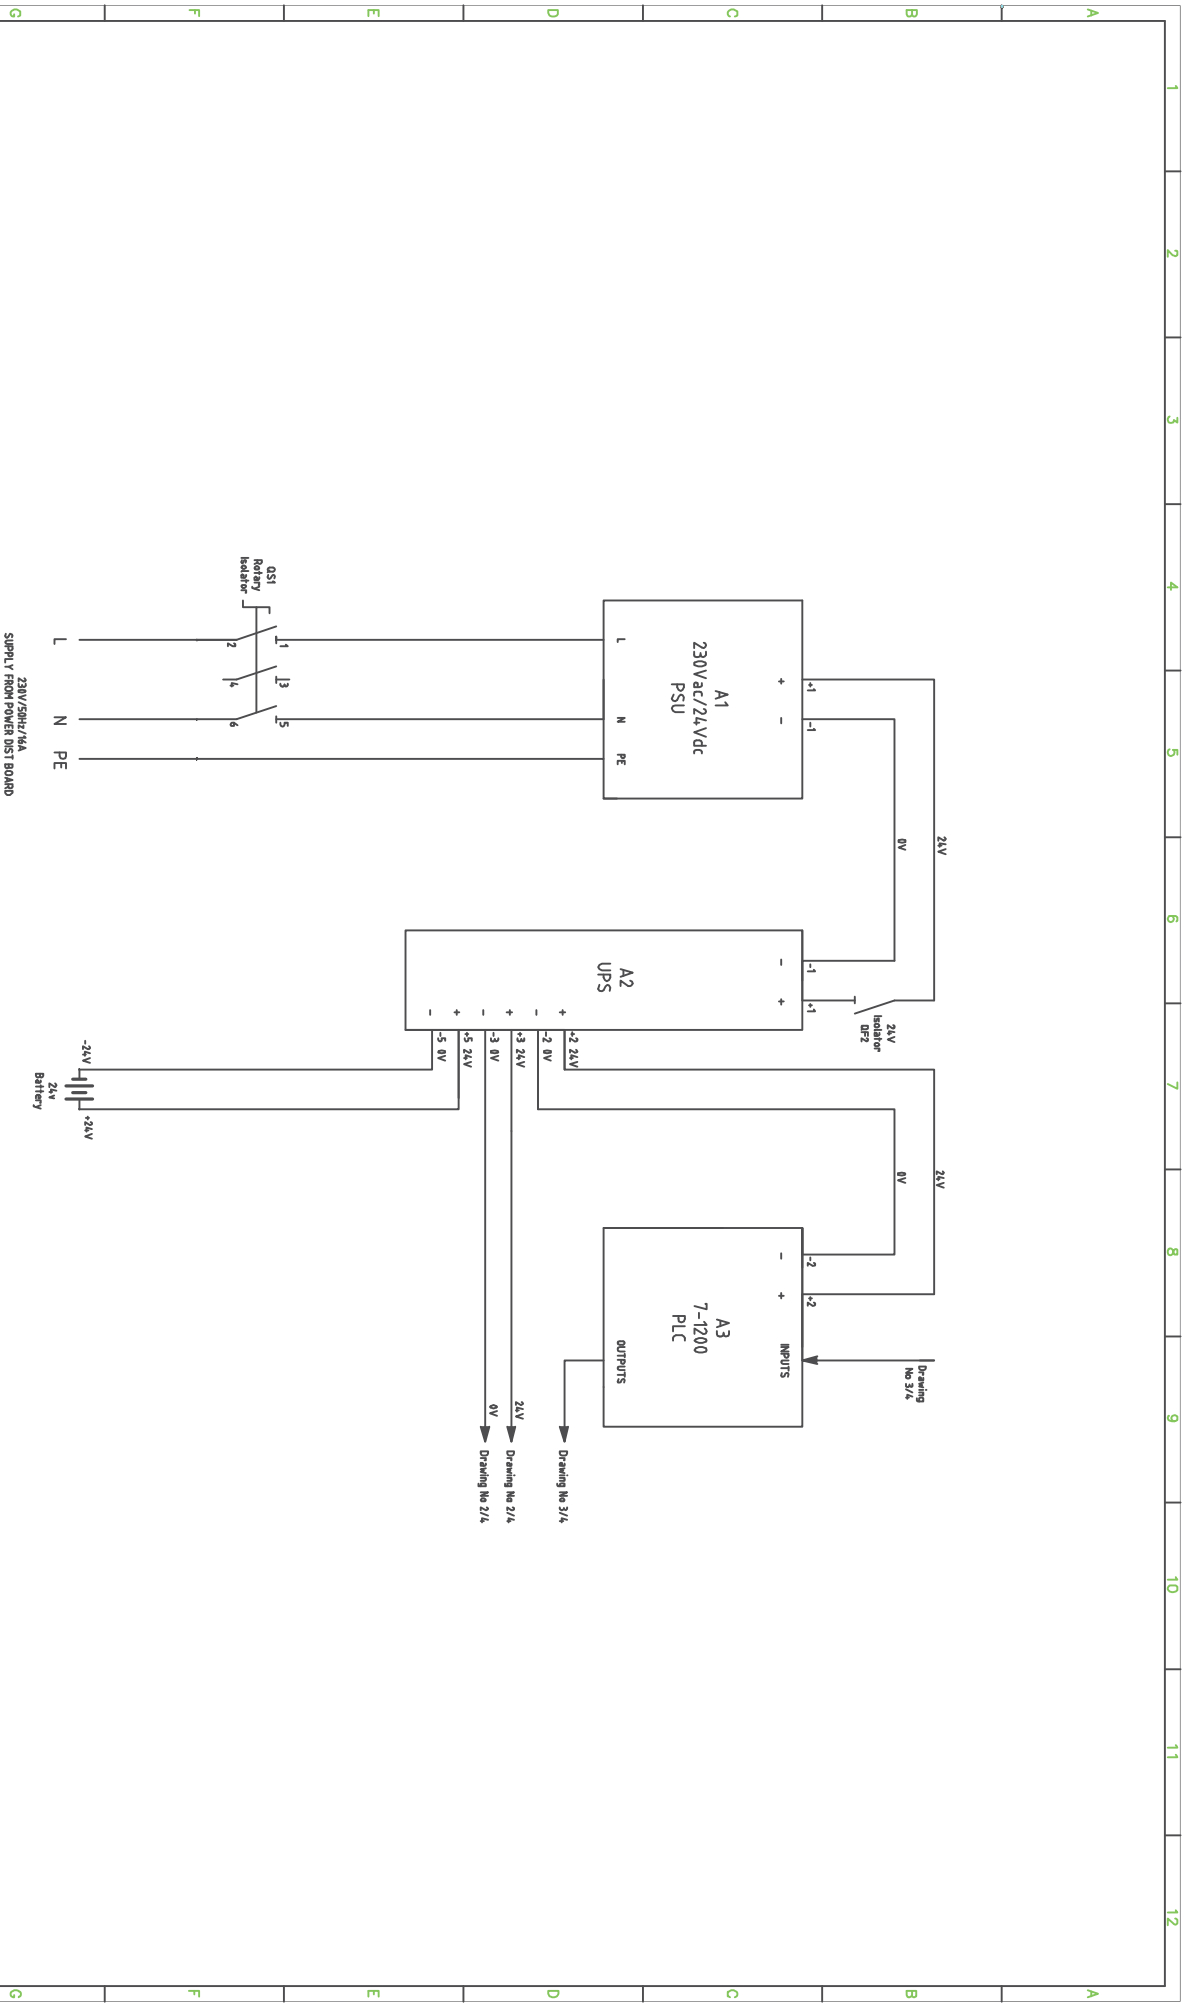 1
2
3
4
5
6
7
8
9
10
11
12
A
A
B
B
C
C
D
D
E
E
F
F
G
G
24V
0V
24V
Isolator
QF2
24V
0V
Drawing
No 3/4
+1
-1
-1
+1
-2
+2
+
-
-
+
-
+
INPUTS
A1
230Vac/24Vdc
PSU
A2
UPS
A3
7-1200
PLC
L
N
PE
OUTPUTS
+
-
+
-
+
-
+2 24V
-2 0V
+3 24V
-3 0V
+5 24V
-5 0V
Drawing No 3/4
24V
Drawing No 2/4
0V
Drawing No 2/4
QS1
Rotary
Isolator
1
3
5
2
4
6
L
N
PE
230V/50Hz/16A
SUPPLY FROM POWER DIST BOARD
-24V
+24V
24v
Battery